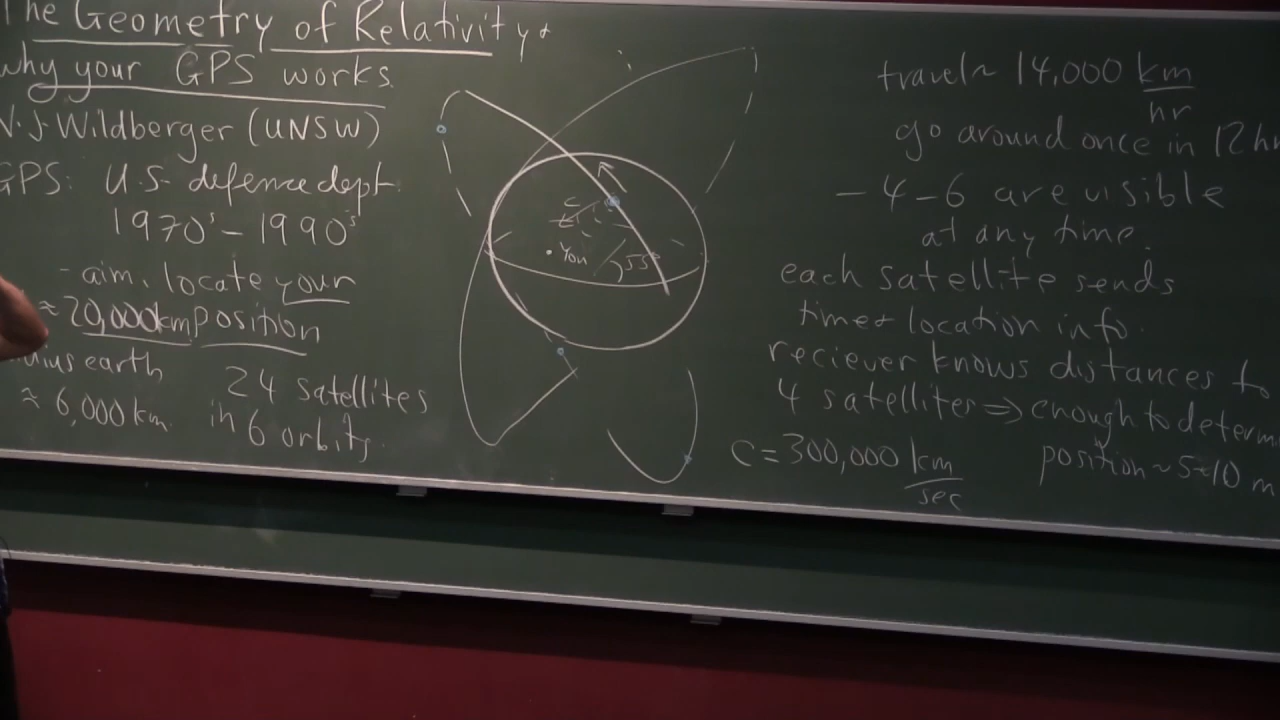 The Geometry of Relativity +
why your GPS works.
N.J. Wildberger (UNSW)
GPS: U.S. defence dept.
1970's - 1990's
- aim. locate your
≈ 20,000km position
radius earth
≈ 6,000 km.
24 satellites
in 6 orbits.
c
• You
55°
travel ~ 14,000 km/hr
go around once in 12 hr
- 4-6 are visible
at any time.
each satellite sends
time + location info.
reciever knows distances to
4 satellites ⇒ enough to determ
position ~ 5-10 m
c = 300,000 km/sec